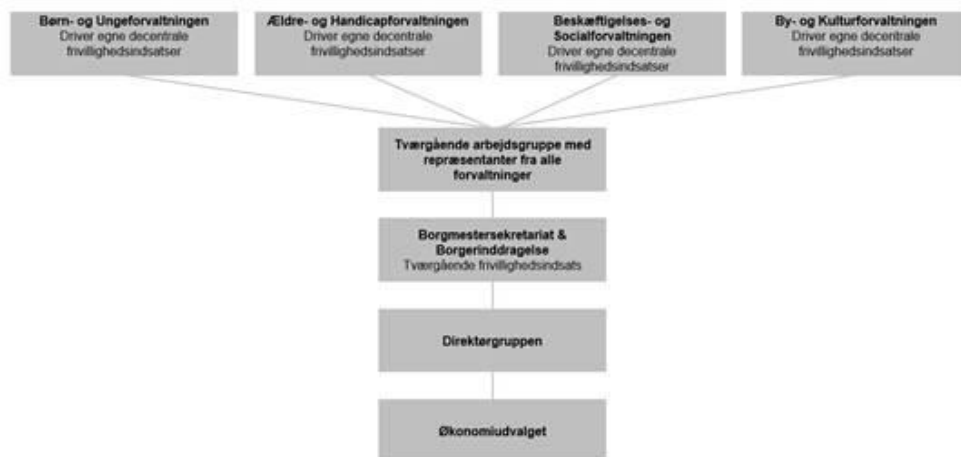 Børn- og Ungeforvaltningen
Driver egne decentrale
frivillighedsindsatser
Ældre- og Handicapforvaltningen
Driver egne decentrale
frivillighedsindsatser
Beskæftigelses- og
Socialforvaltningen
Driver egne decentrale
frivillighedsindsatser
By- og Kulturforvaltningen
Driver egne decentrale
frivillighedsindsatser
Tværgående arbejdsgruppe med
repræsentanter fra alle
forvaltninger
Borgmestersekretariat &
Borgerinddragelse
Tværgående frivillighedsindsats
Direktørgruppen
Økonomiudvalget